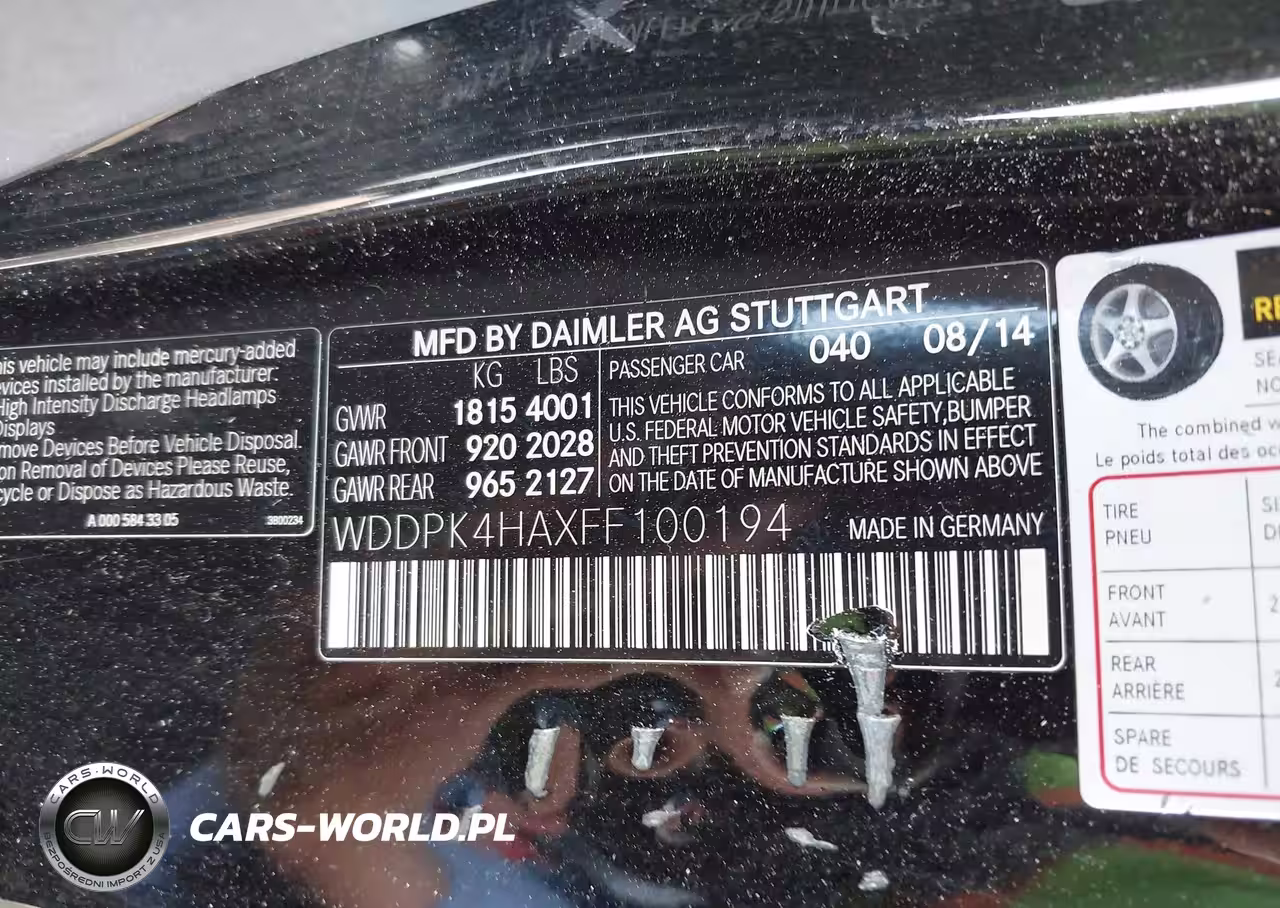 his vehicle may include mercury-added
evices installed by the manufacturer:
High Intensity Discharge Headlamps
Displays
move Devices Before Vehicle Disposal.
on Removal of Devices Please Reuse,
cycle or Dispose as Hazardous Waste.
A 000 584 33 05
3B00234
MFD BY DAIMLER AG STUTTGART
KG LBS
GVWR 1815 4001
GAWR FRONT 920 2028
GAWR REAR 965 2127
PASSENGER CAR 040 08/14
THIS VEHICLE CONFORMS TO ALL APPLICABLE
U.S. FEDERAL MOTOR VEHICLE SAFETY,BUMPER
AND THEFT PREVENTION STANDARDS IN EFFECT
ON THE DATE OF MANUFACTURE SHOWN ABOVE
WDDPK4HAXFF100194 MADE IN GERMANY
The combined w
Le poids total des occ
TIRE
PNEU
FRONT
AVANT
REAR
ARRIÈRE
SPARE
DE SECOURS
CARS-WORLD
CW
BEZPOŚREDNI IMPORT Z USA
CARS-WORLD.PL